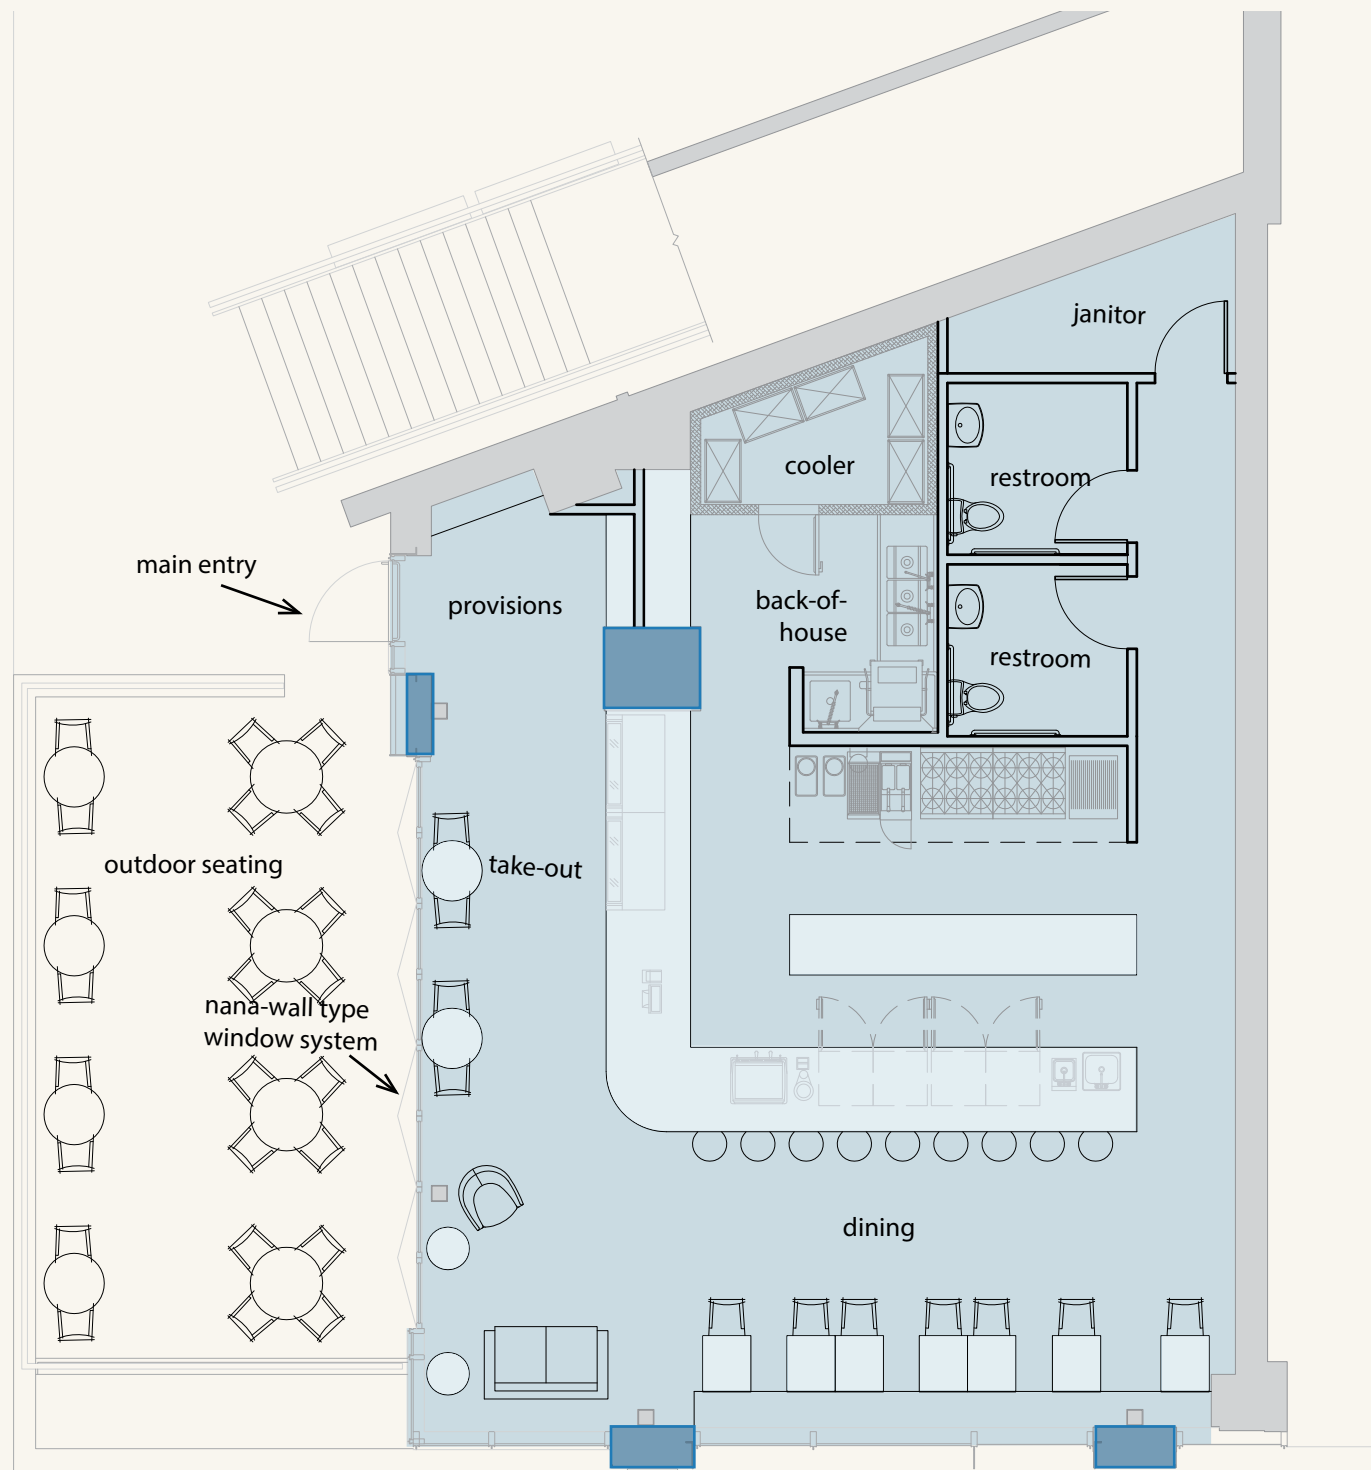 janitor
cooler
restroom
main entry
provisions
back-of-
house
restroom
outdoor seating
take-out
nana-wall type
window system
dining